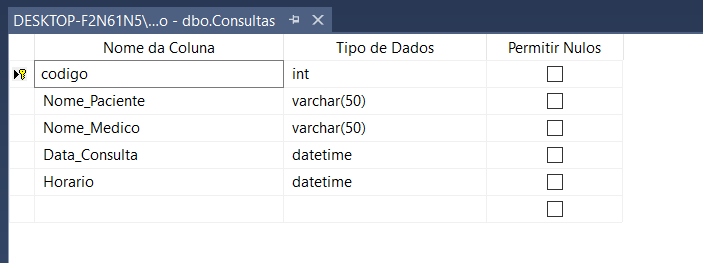 DESKTOP-F2N61N5\...o - dbo.Consultas
Nome da Coluna Tipo de Dados Permitir Nulos
codigo int
Nome_Paciente varchar(50)
Nome_Medico varchar(50)
Data_Consulta datetime
Horario datetime